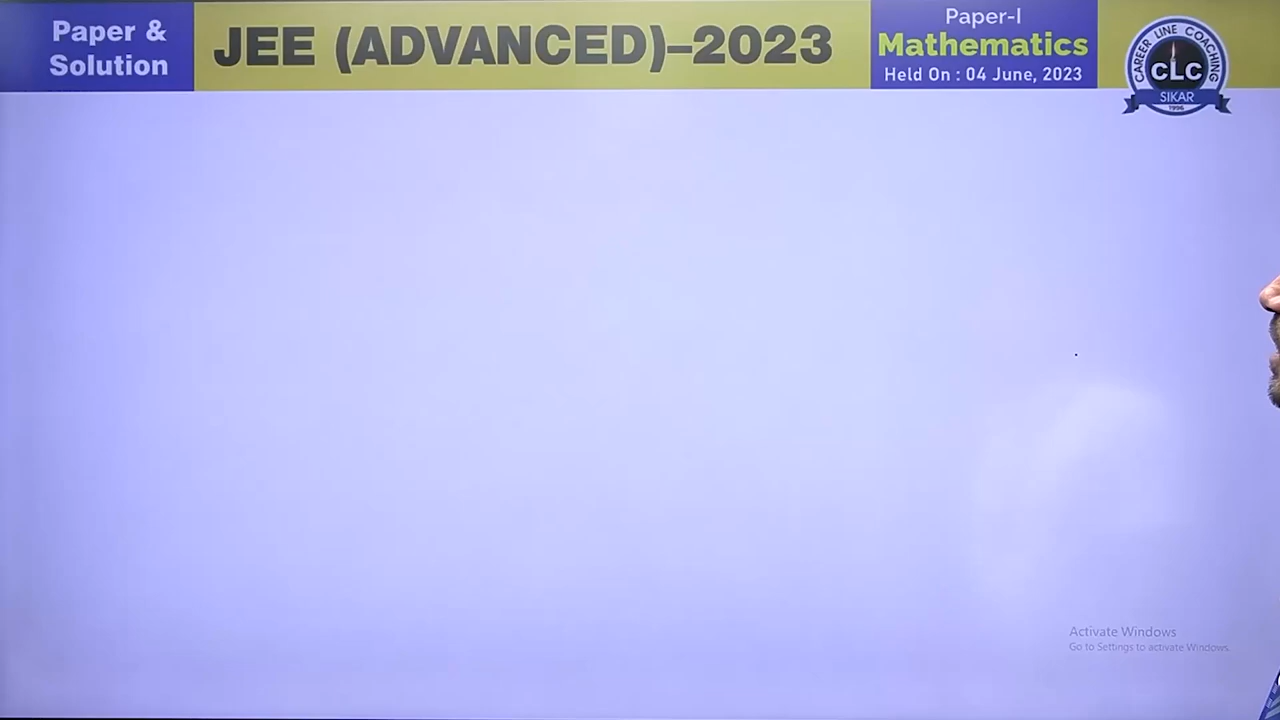 Paper &
Solution
JEE (ADVANCED)–2023
Paper-I
Mathematics
Held On : 04 June, 2023
CAREER LINE COACHING
CLC
SIKAR
1996
Activate Windows
Go to Settings to activate Windows.